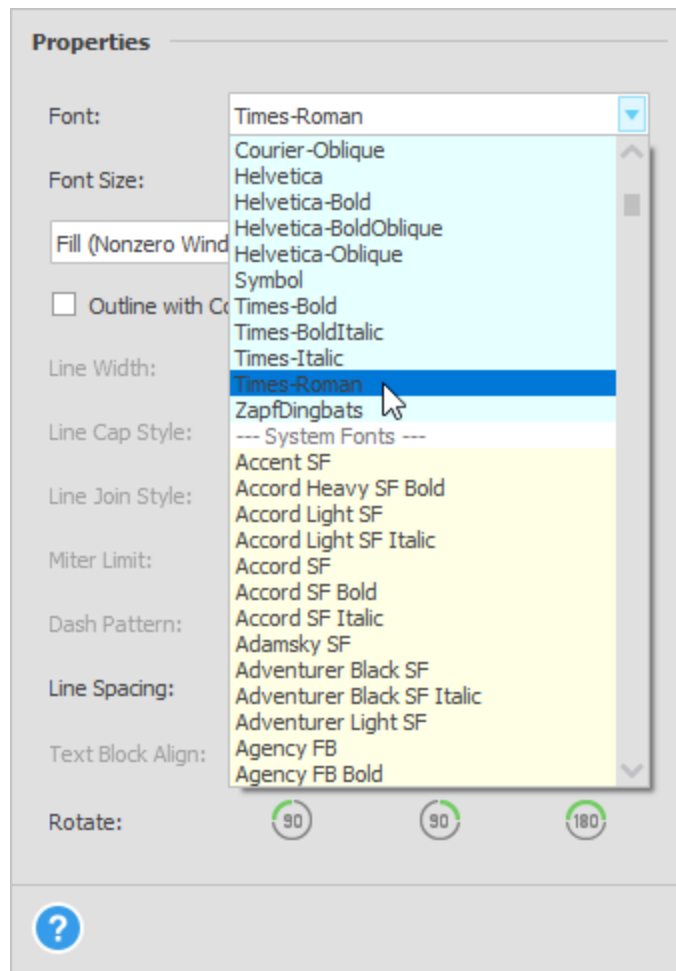 Properties
Font:
Times-Roman
Courier-Oblique
Helvetica
Font Size:
Helvetica-Bold
Helvetica-BoldOblique
Fill (Nonzero Wind
Helvetica-Oblique
Symbol
Outline with Co
Times-Bold
Times-BoldItalic
Times-Italic
Line Width:
Times-Roman
ZapfDingbats
Line Cap Style:
--- System Fonts ---
Accent SF
Accord Heavy SF Bold
Line Join Style:
Accord Light SF
Accord Light SF Italic
Miter Limit:
Accord SF
Accord SF Bold
Dash Pattern:
Accord SF Italic
Adamsky SF
Adventurer Black SF
Line Spacing:
Adventurer Black SF Italic
Adventurer Light SF
Text Block Align:
Agency FB
Agency FB Bold
Rotate:
90
90
180
?